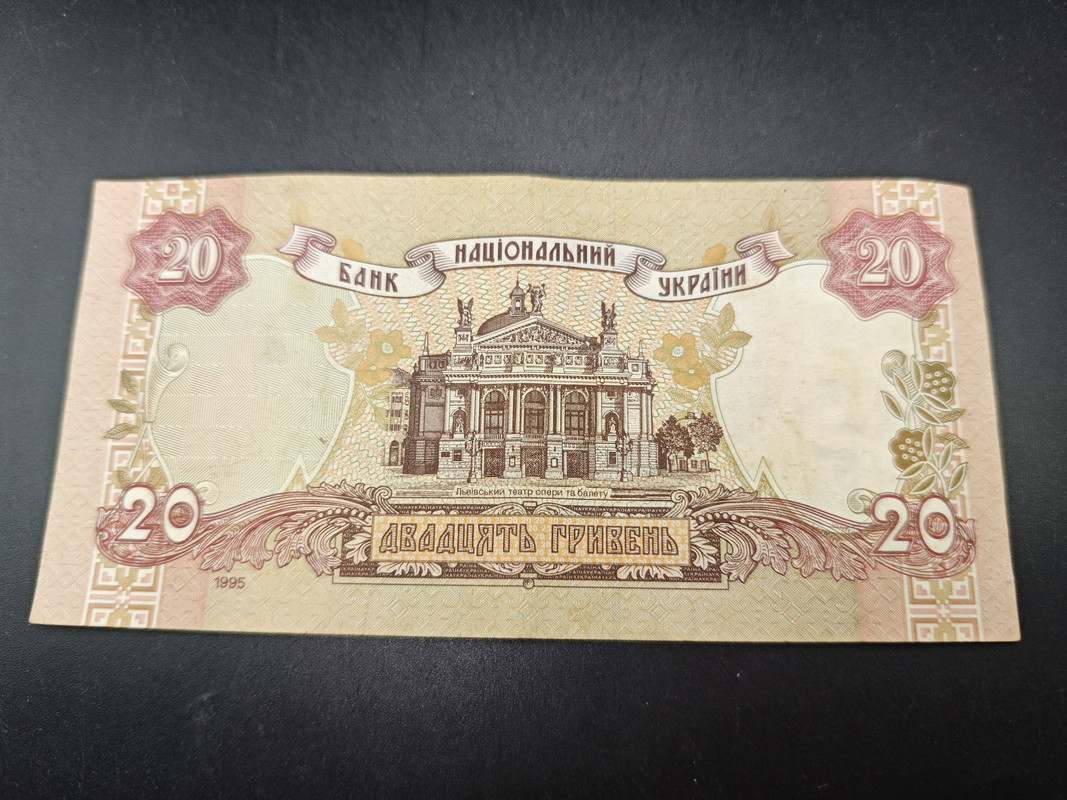 20
20
БАНК
НАЦІОНАЛЬНИЙ
УКРАЇНИ
Львівський театр опери та балету
20
ДВАДЦЯТЬ ГРИВЕНЬ
20
1995